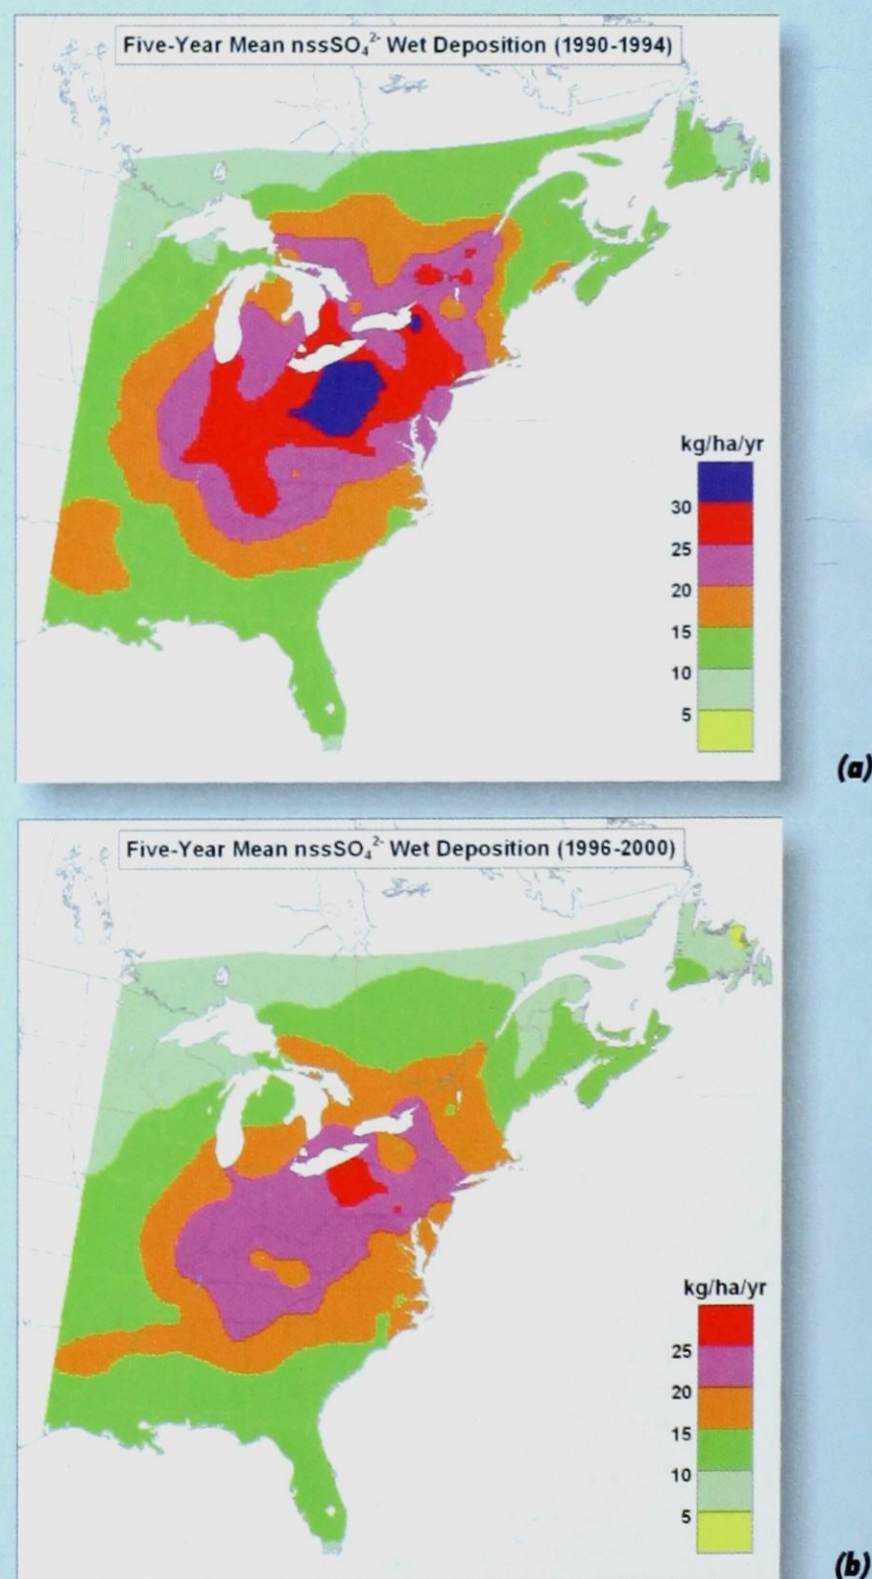 Five-Year Mean nssSO₄²⁻ Wet Deposition (1990-1994)
kg/ha/yr
30
25
20
15
10
5
(a)
Five-Year Mean nssSO₄²⁻ Wet Deposition (1996-2000)
kg/ha/yr
25
20
15
10
5
(b)